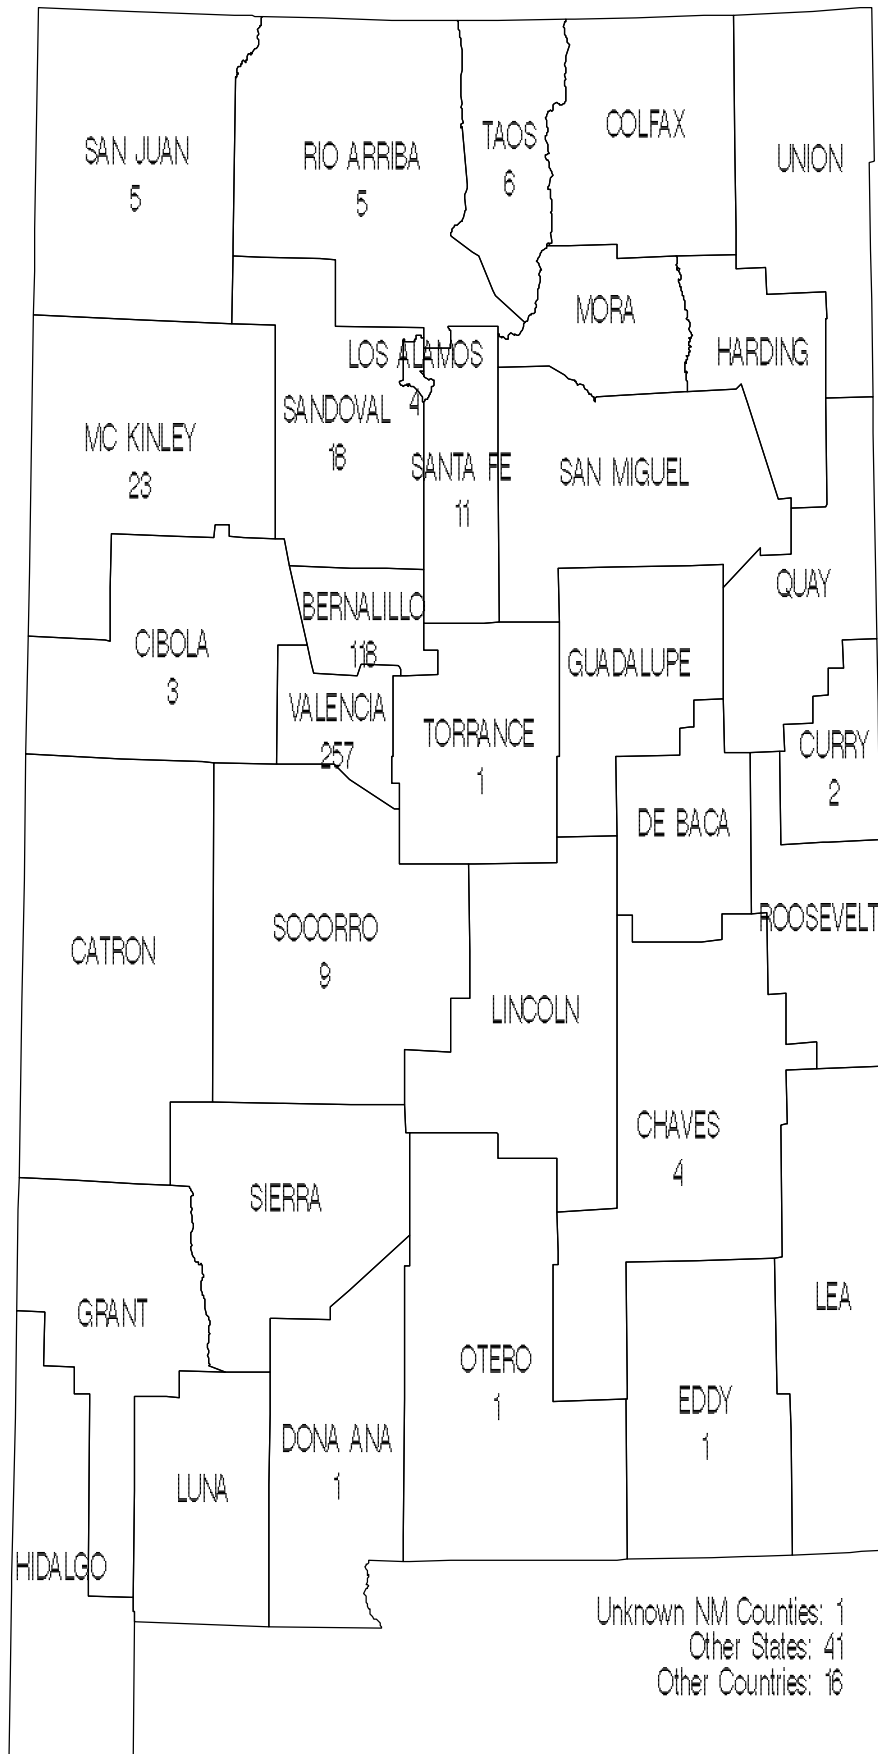 SAN JUAN
5
RIO ARRIBA
5
TAOS
6
COLFAX
UNION
MORA
HARDING
LOS ALAMOS
4
SANDOVAL
18
MC KINLEY
23
SANTA FE
11
SAN MIGUEL
QUAY
BERNALILLO
118
CIBOLA
3
GUADALUPE
VALENCIA
257
TORRANCE
1
CURRY
2
DE BACA
ROOSEVELT
SOCORRO
9
CATRON
LINCOLN
CHAVES
4
SIERRA
GRANT
LEA
OTERO
1
EDDY
1
DONA ANA
1
LUNA
HIDALGO
Unknown NM Counties: 1
Other States: 41
Other Countries: 16